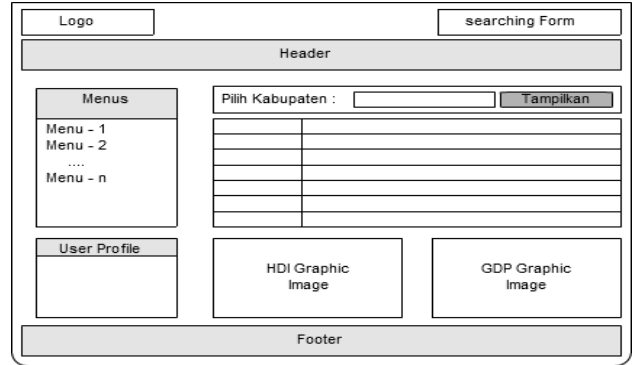 Logo
searching Form
Header
Menus
Menu - 1
Menu - 2
....
Menu - n
Pilih Kabupaten :
Tampilkan
User Profile
HDI Graphic
Image
GDP Graphic
Image
Footer